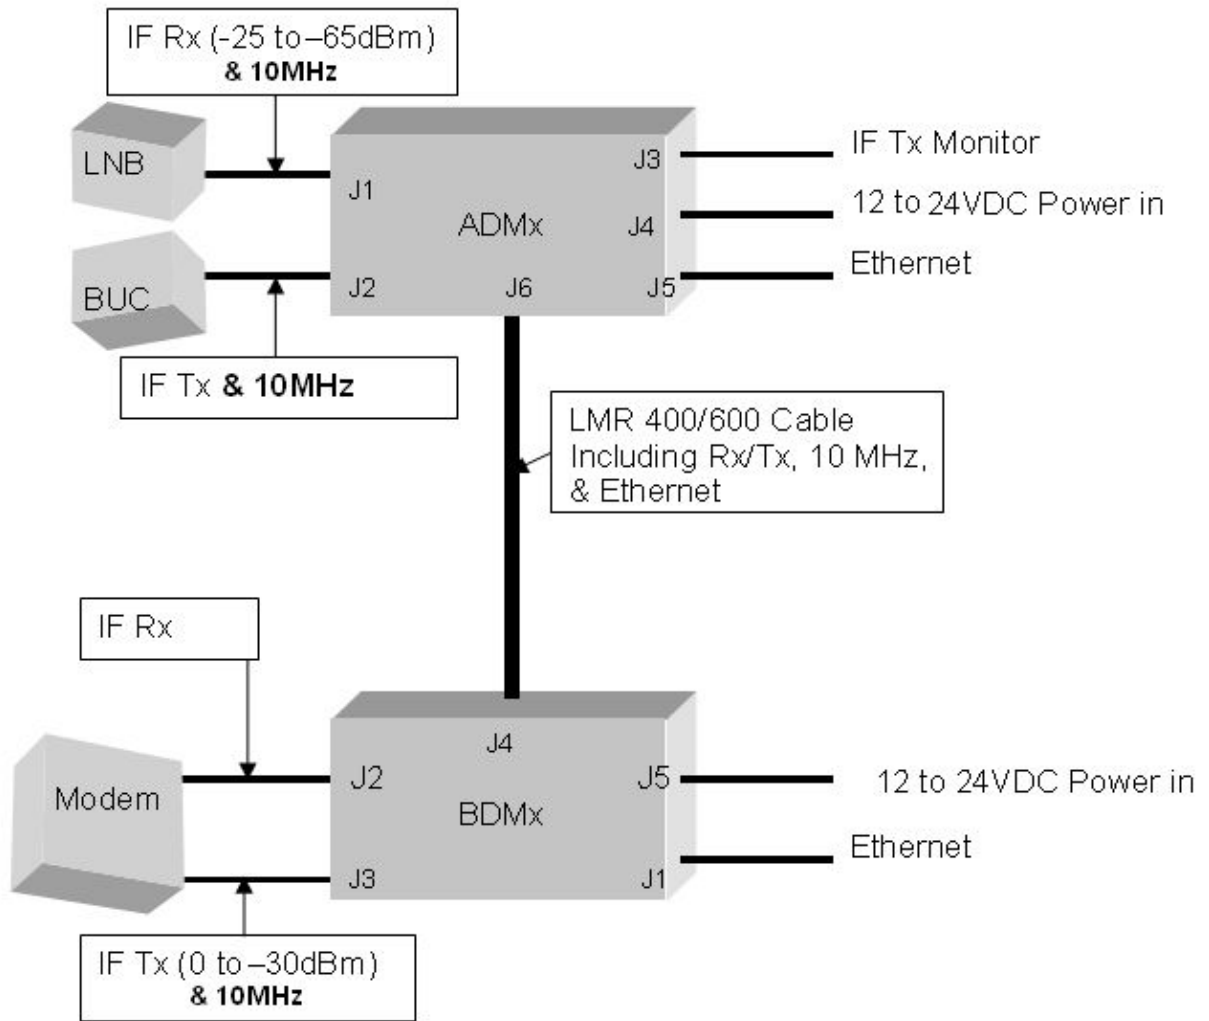 IF Rx (-25 to –65dBm)
& 10MHz
LNB
J1
J3
IF Tx Monitor
ADMx
J4
12 to 24VDC Power in
BUC
J2
J6
J5
Ethernet
IF Tx & 10MHz
LMR 400/600 Cable
Including Rx/Tx, 10 MHz,
& Ethernet
IF Rx
J4
Modem
J2
BDMx
J5
12 to 24VDC Power in
J3
J1
Ethernet
IF Tx (0 to –30dBm)
& 10MHz